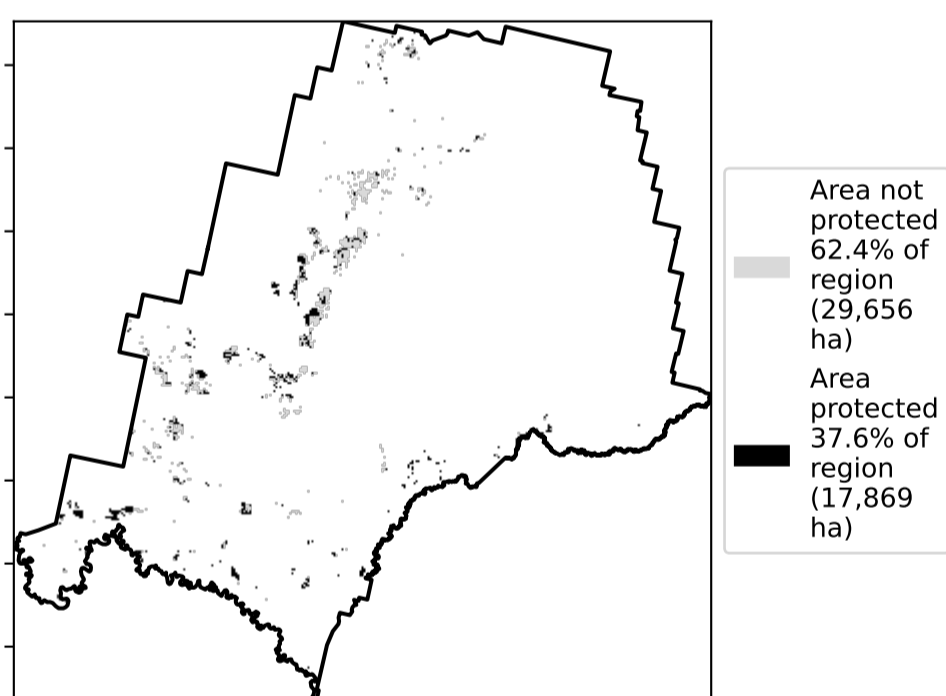 Area not
protected
62.4% of
region
(29,656
ha)
Area
protected
37.6% of
region
(17,869
ha)